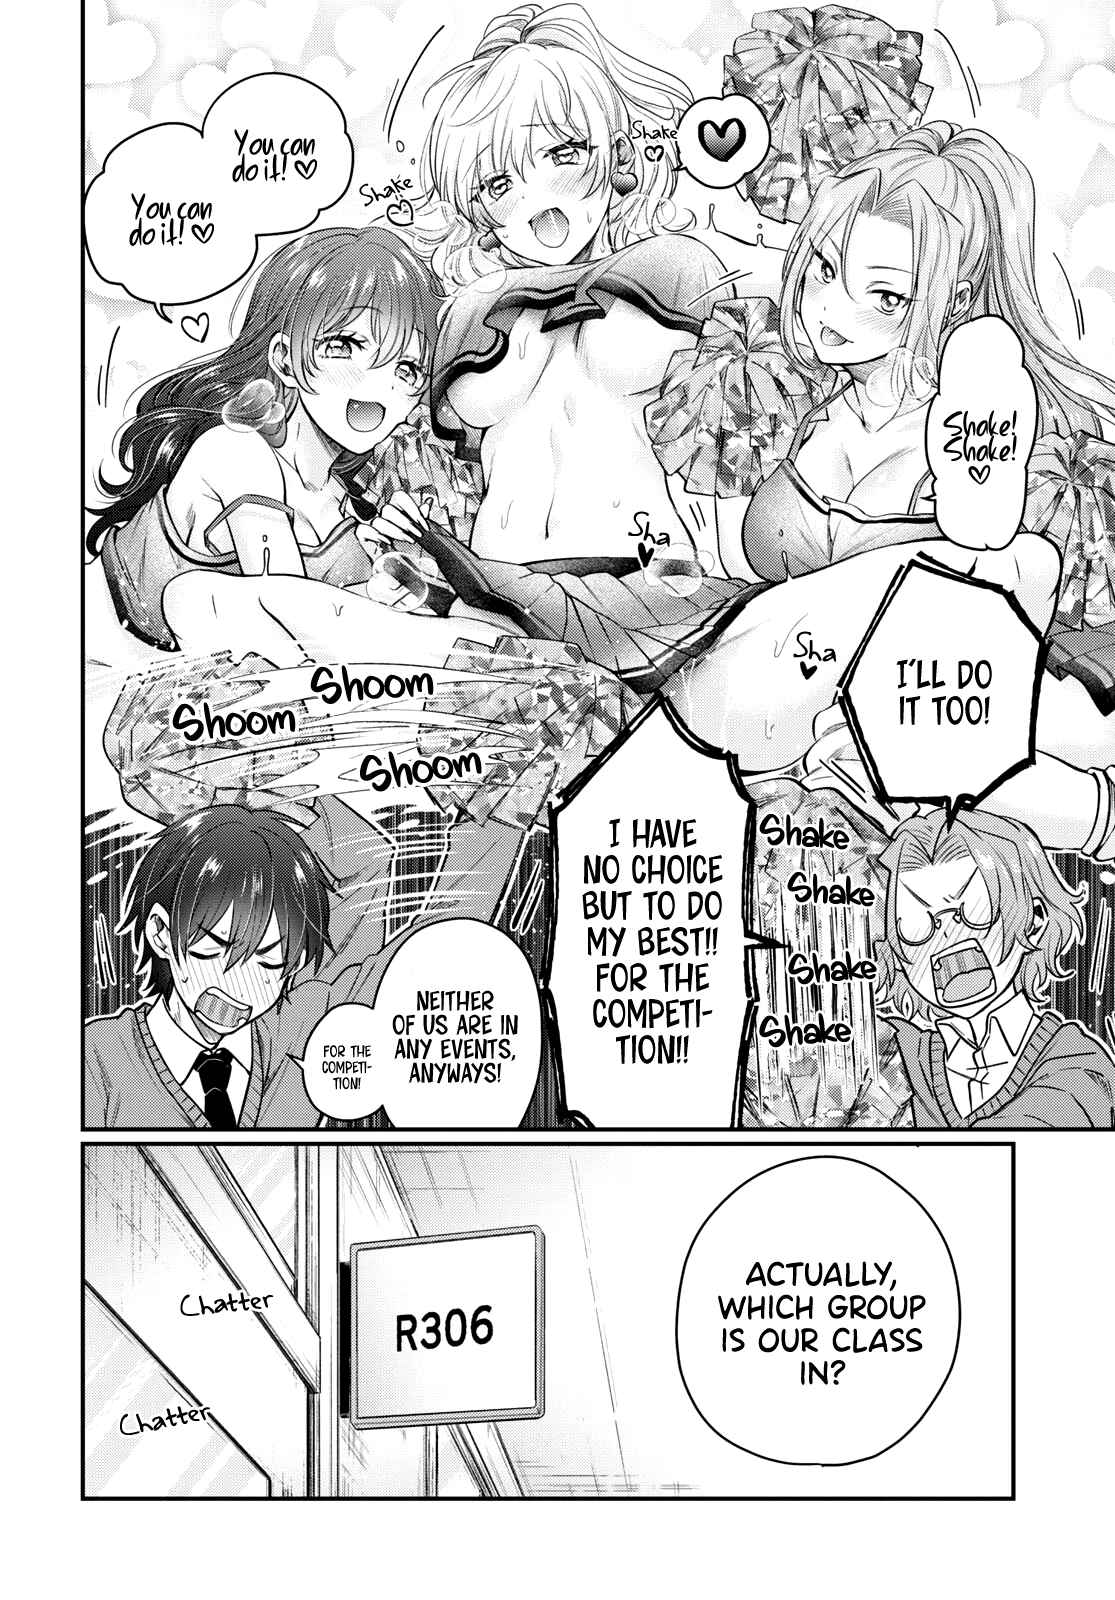 Shake
You can
do it! ♡
You can
do it! ♡
Shake
Shake!
Shake!
♡
Sha
Sha
I'LL DO
IT TOO!
Shoom
Shoom
Shoom
I HAVE
NO CHOICE
BUT TO DO
MY BEST!!
FOR THE
COMPETI-
TION!!
Shake
Shake
Shake
Shake
NEITHER
OF US ARE IN
ANY EVENTS,
ANYWAYS!
FOR THE
COMPETI-
TION!
ACTUALLY,
WHICH GROUP
IS OUR CLASS
IN?
R306
Chatter
Chatter